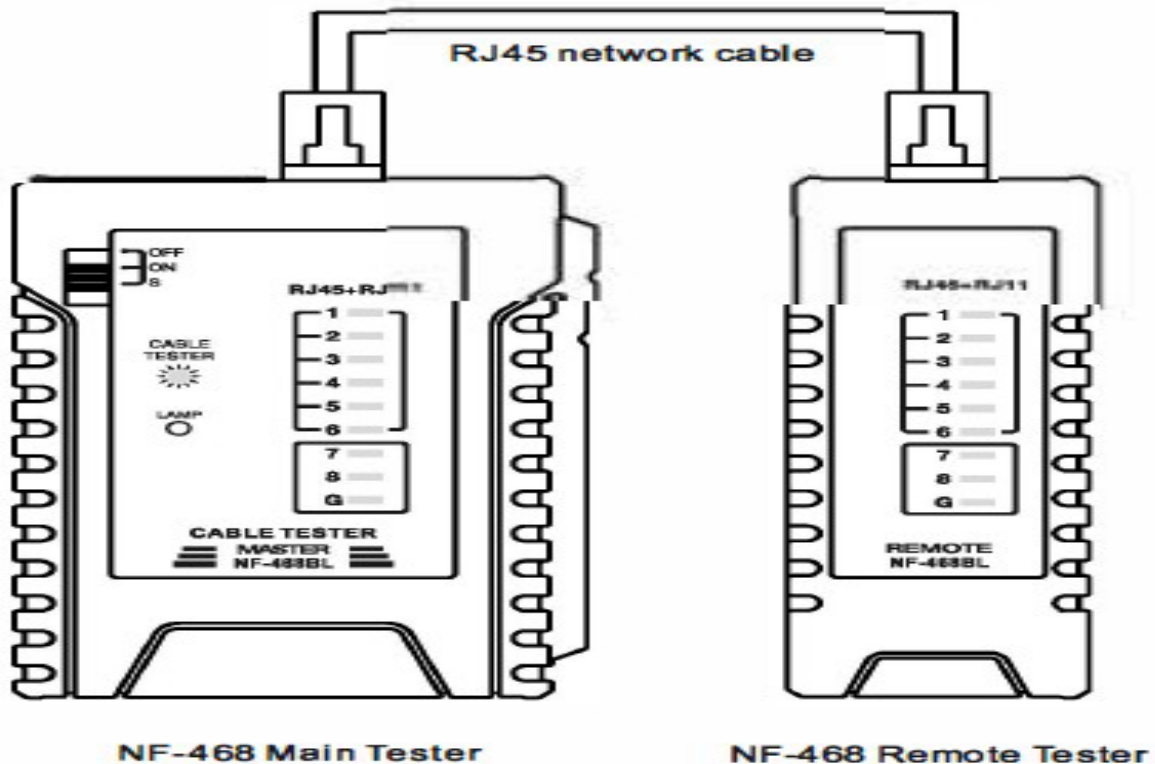 RJ45 network cable
OFF
ON
S
RJ45+RJ
CABLE
TESTER
LAMP
1
2
3
4
5
6
7
8
G
CABLE TESTER
MASTER
NF-468BL
RJ45+RJ11
1
2
3
4
5
6
7
8
G
REMOTE
NF-468BL
NF-468 Main Tester
NF-468 Remote Tester